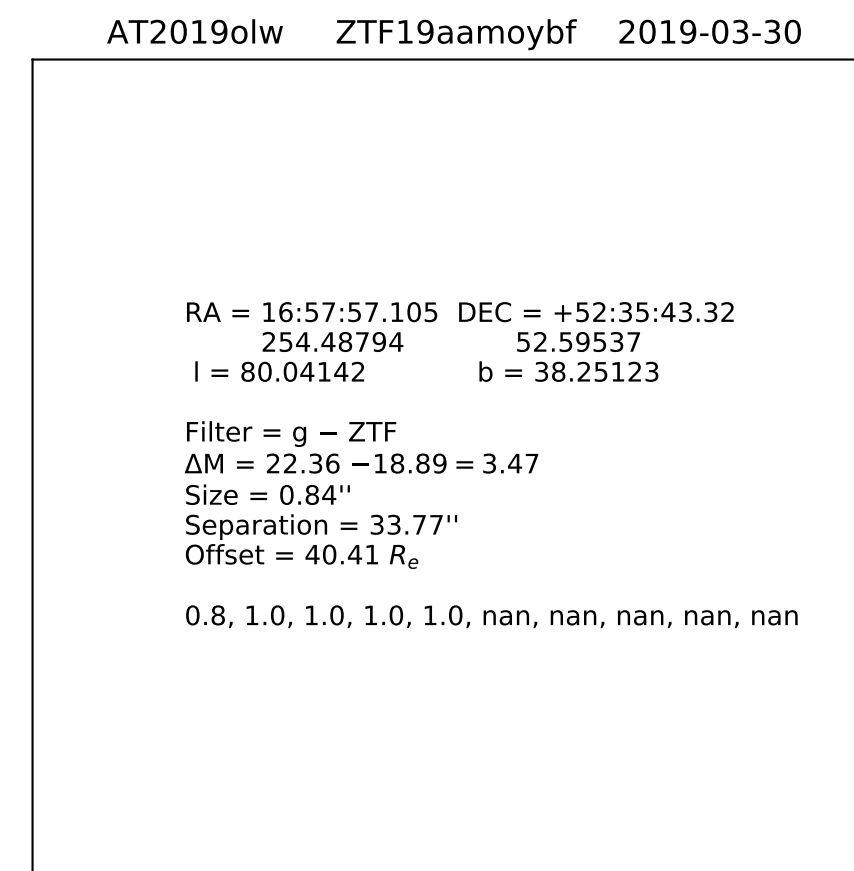 AT2019olw ZTF19aamoybf 2019-03-30
RA = 16:57:57.105 DEC = +52:35:43.32
254.48794 52.59537
l = 80.04142 b = 38.25123
Filter = g − ZTF
ΔM = 22.36 −18.89 = 3.47
Size = 0.84''
Separation = 33.77''
Offset = 40.41 Re
0.8, 1.0, 1.0, 1.0, 1.0, nan, nan, nan, nan, nan